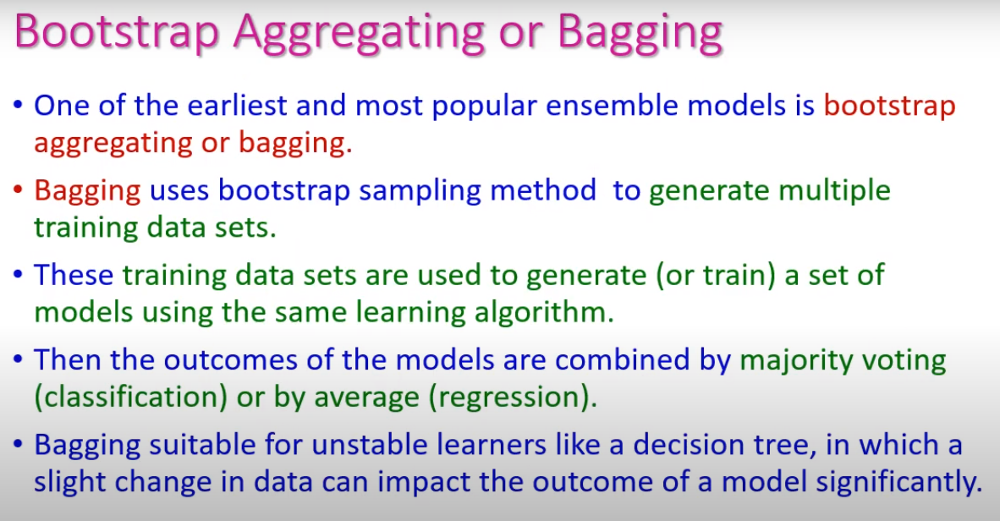 Bootstrap Aggregating or Bagging
• One of the earliest and most popular ensemble models is bootstrap
aggregating or bagging.
• Bagging uses bootstrap sampling method to generate multiple
training data sets.
• These training data sets are used to generate (or train) a set of
models using the same learning algorithm.
• Then the outcomes of the models are combined by majority voting
(classification) or by average (regression).
• Bagging suitable for unstable learners like a decision tree, in which a
slight change in data can impact the outcome of a model significantly.